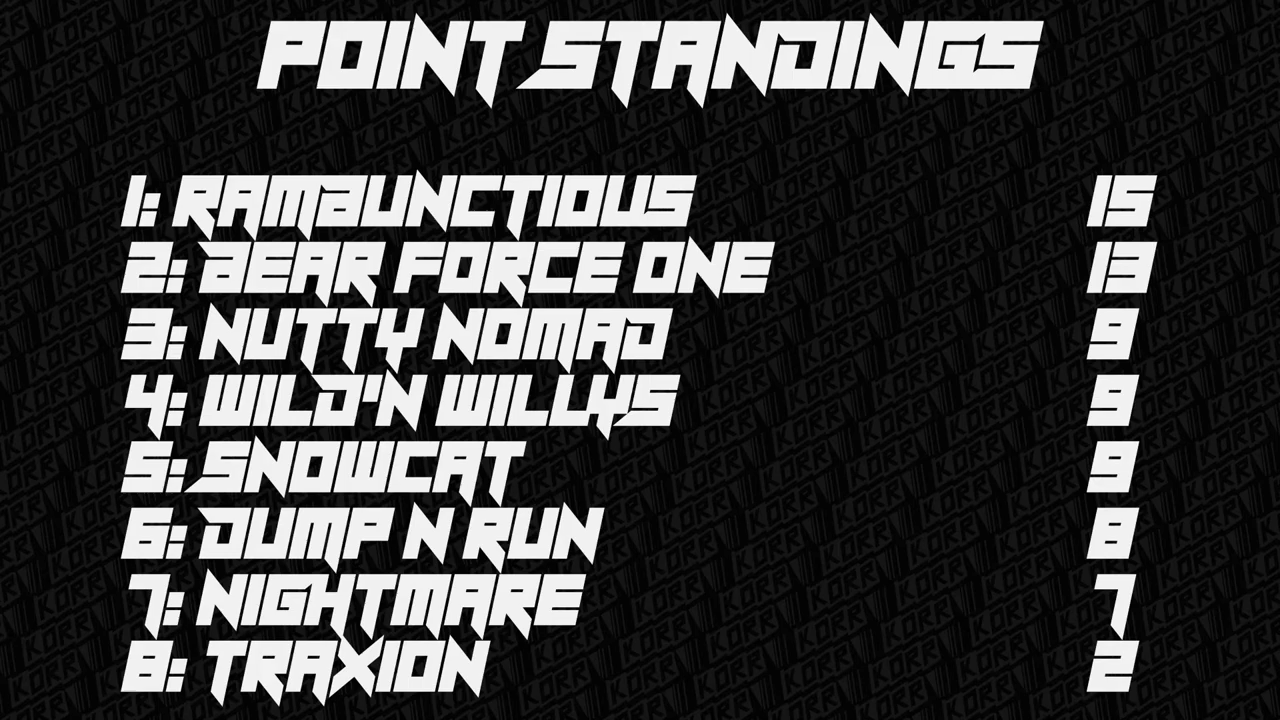 POINT STANDINGS
1: RAMBUNCTIOUS 15
2: BEAR FORCE ONE 13
3: NUTTY NOMAD 9
4: WILD'N WILLYS 9
5: SNOWCAT 9
6: DUMP N RUN 8
7: NIGHTMARE 7
8: TRAXION 2